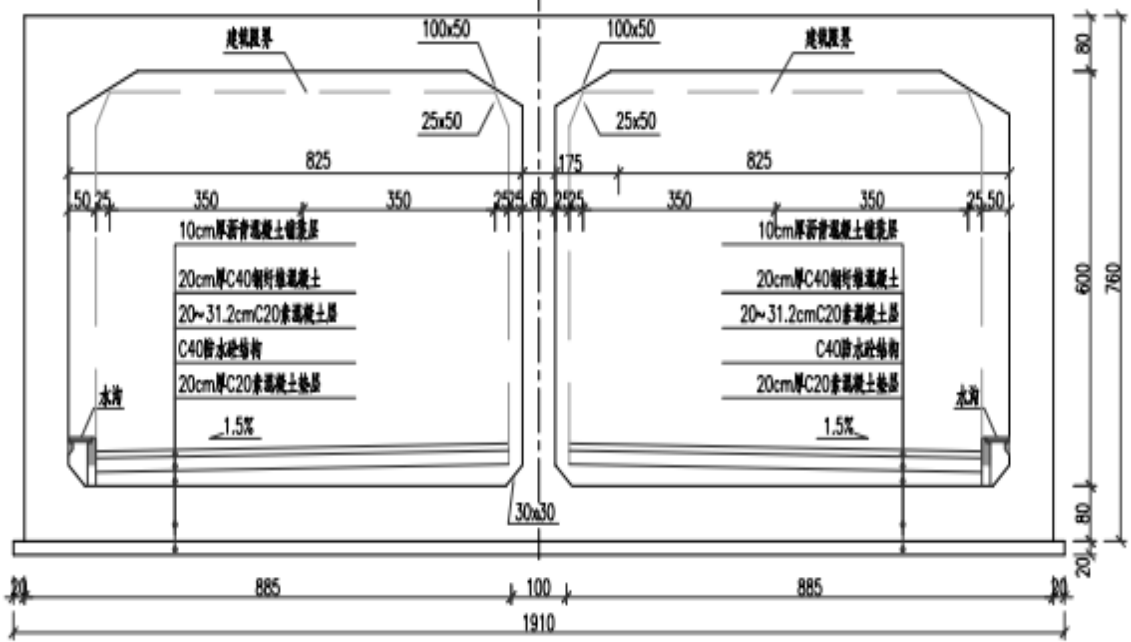 100x50
100x50
建筑限界
建筑限界
80
25x50
25x50
825
175
825
50 25 350 350 25 25 60 25 25 350 350 25 50
10cm厚沥青混凝土铺装层
10cm厚沥青混凝土铺装层
20cm厚C40钢纤维混凝土
20cm厚C40钢纤维混凝土
600
760
20~31.2cmC20素混凝土层
20~31.2cmC20素混凝土层
C40防水砼结构
C40防水砼结构
20cm厚C20素混凝土垫层
20cm厚C20素混凝土垫层
水沟
水沟
1.5%
1.5%
30x30
80
20
20 885 100 885 20
1910